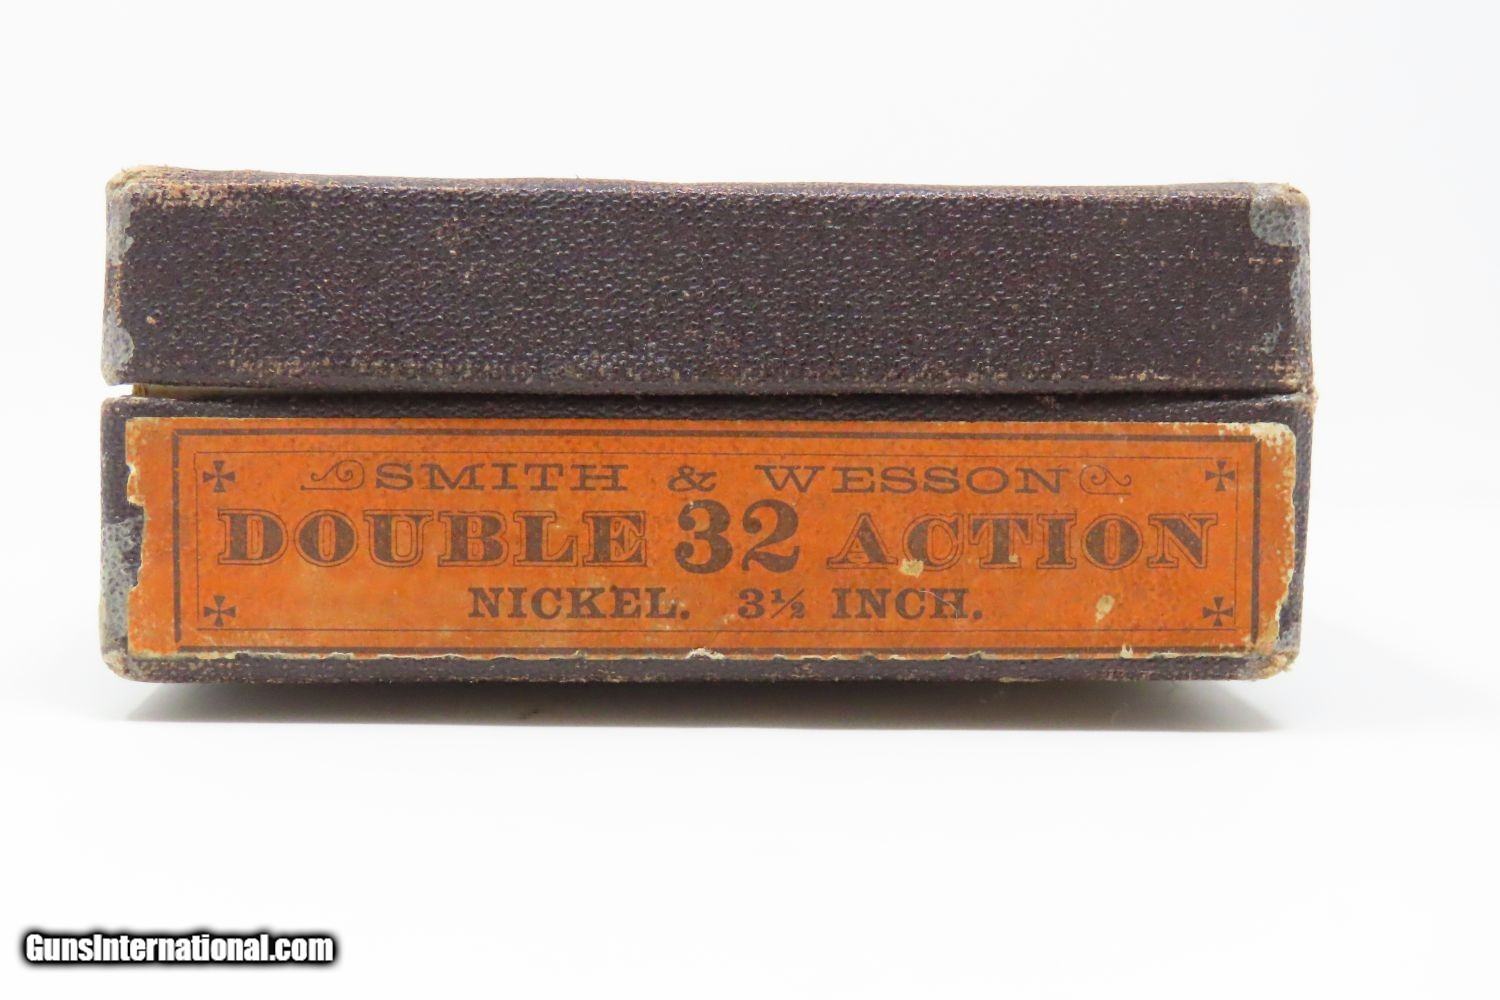 SMITH & WESSON
DOUBLE 32 ACTION
NICKEL. 3½ INCH.
GunsInternational.com